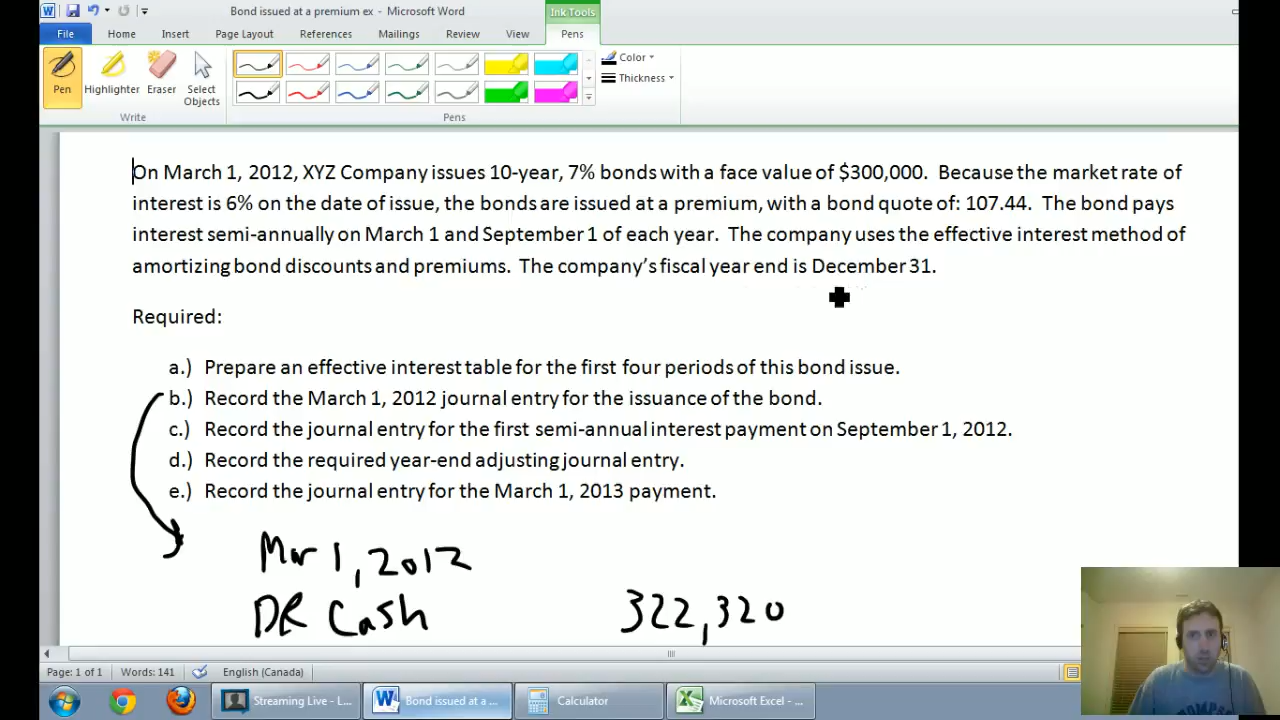 Bond issued at a premium ex - Microsoft Word
Ink Tools
File Home Insert Page Layout References Mailings Review View Pens
Pen Highlighter Eraser Select Objects
Color
Thickness
Write Pens
On March 1, 2012, XYZ Company issues 10-year, 7% bonds with a face value of $300,000. Because the market rate of
interest is 6% on the date of issue, the bonds are issued at a premium, with a bond quote of: 107.44. The bond pays
interest semi-annually on March 1 and September 1 of each year. The company uses the effective interest method of
amortizing bond discounts and premiums. The company's fiscal year end is December 31.
Required:
a.) Prepare an effective interest table for the first four periods of this bond issue.
b.) Record the March 1, 2012 journal entry for the issuance of the bond.
c.) Record the journal entry for the first semi-annual interest payment on September 1, 2012.
d.) Record the required year-end adjusting journal entry.
e.) Record the journal entry for the March 1, 2013 payment.
Mar 1, 2012
DR Cash 322,320
Page: 1 of 1 Words: 141 English (Canada)
Streaming Live - L... Bond issued at a ... Calculator Microsoft Excel - ...